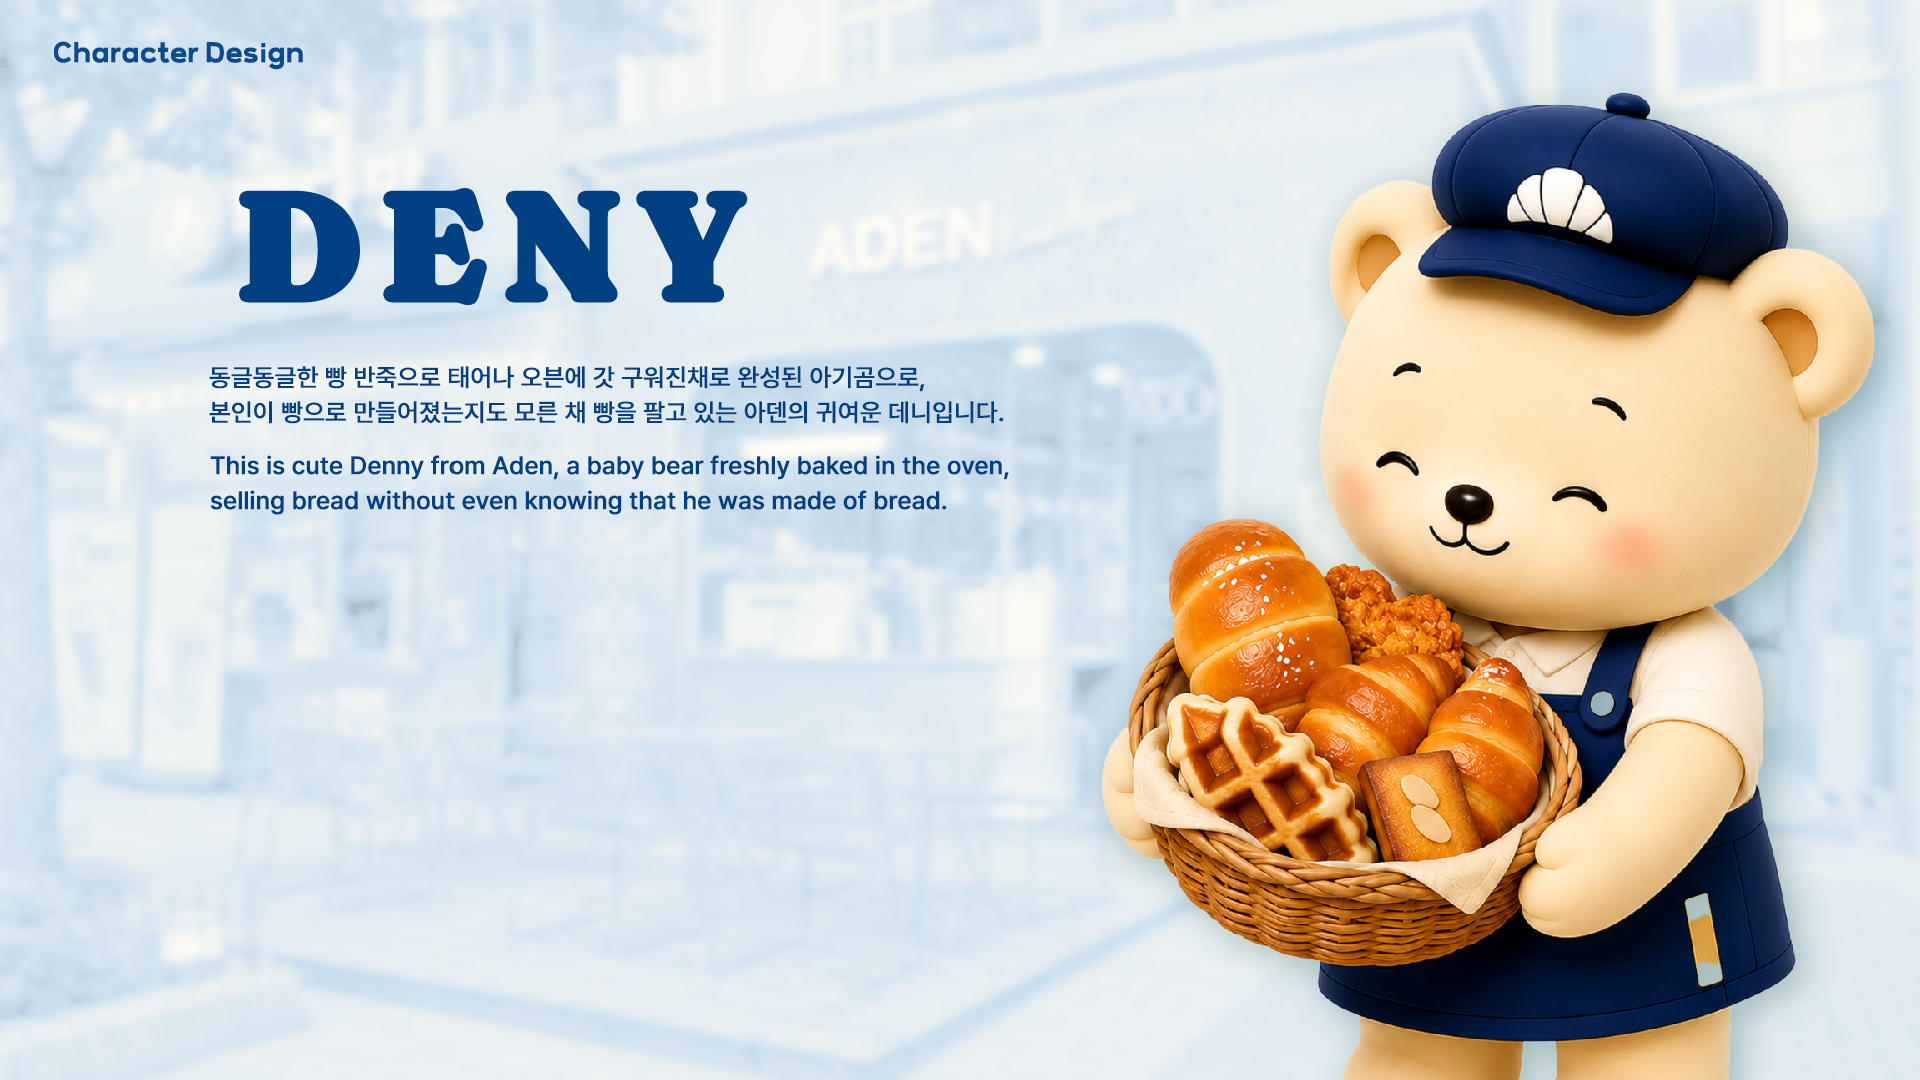 Character Design
DENY
ADEN
동글동글한 빵 반죽으로 태어나 오븐에 갓 구워진채로 완성된 아기곰으로,
본인이 빵으로 만들어졌는지도 모른 채 빵을 팔고 있는 아덴의 귀여운 데니입니다.
This is cute Denny from Aden, a baby bear freshly baked in the oven,
selling bread without even knowing that he was made of bread.